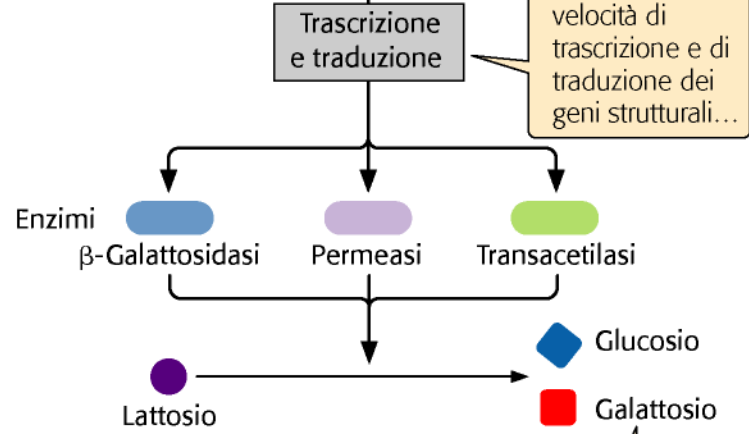 Trascrizione
e traduzione
velocità di
trascrizione e di
traduzione dei
geni strutturali...
Enzimi
β-Galattosidasi
Permeasi
Transacetilasi
Glucosio
Lattosio
Galattosio